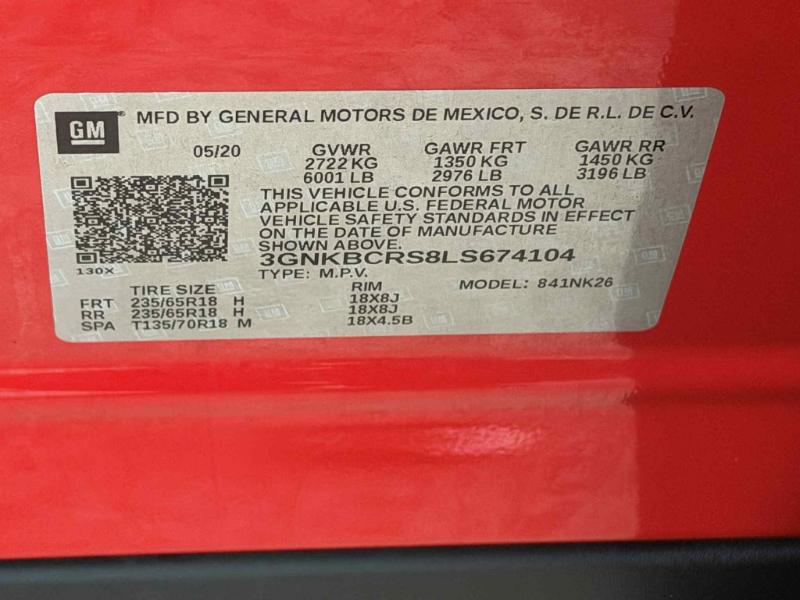 GM
MFD BY GENERAL MOTORS DE MEXICO, S. DE R.L. DE C.V.
05/20 GVWR GAWR FRT GAWR RR
2722 KG 1350 KG 1450 KG
6001 LB 2976 LB 3196 LB
THIS VEHICLE CONFORMS TO ALL
APPLICABLE U.S. FEDERAL MOTOR
VEHICLE SAFETY STANDARDS IN EFFECT
ON THE DATE OF MANUFACTURE
SHOWN ABOVE.
3GNKBCRS8LS674104
130X
TYPE: M.P.V. MODEL: 841NK26
TIRE SIZE RIM
FRT 235/65R18 H 18X8J
RR 235/65R18 H 18X8J
SPA T135/70R18 M 18X4.5B